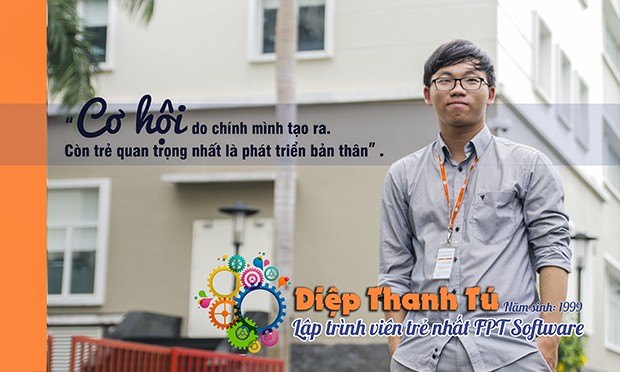 “Cơ hội do chính mình tạo ra.
Còn trẻ quan trọng nhất là phát triển bản thân”.
Diệp Thanh Tú Năm sinh: 1999
Lập trình viên trẻ nhất FPT Software